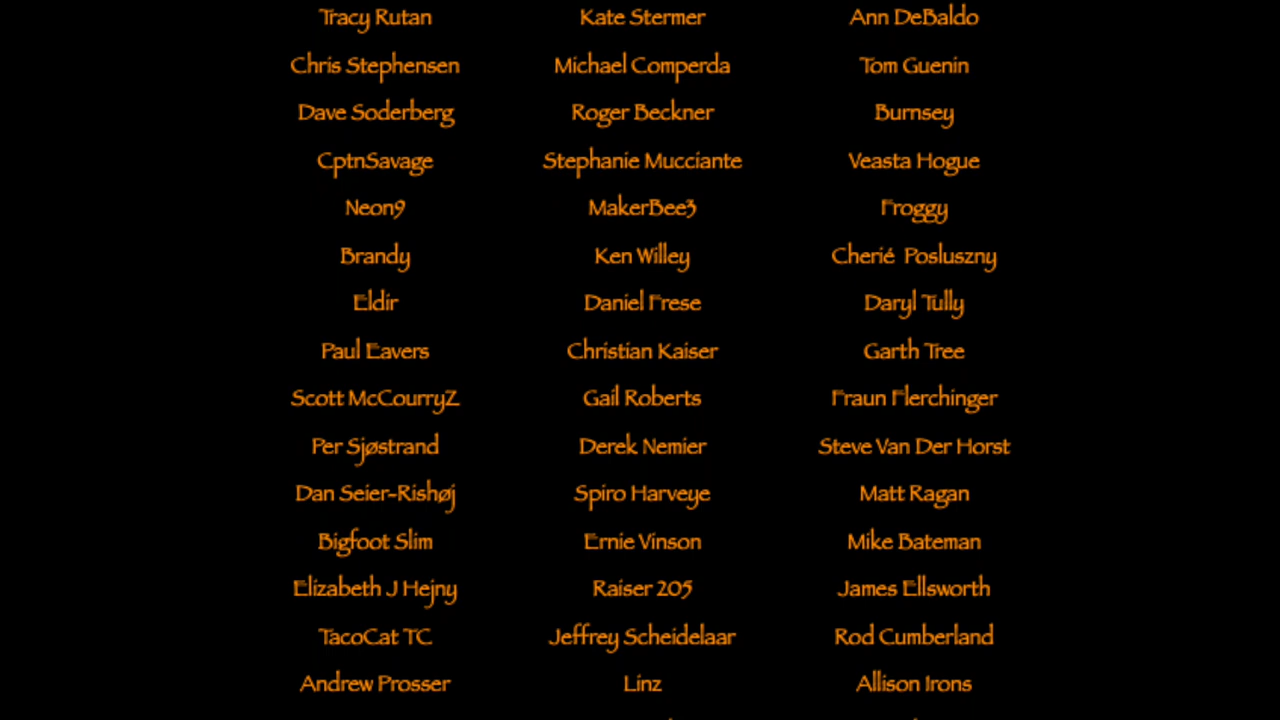 Tracy Rutan Kate Stermer Ann DeBaldo
Chris Stephensen Michael Comperda Tom Guenin
Dave Soderberg Roger Beckner Burnsey
CptnSavage Stephanie Mucciante Veasta Hogue
Neon9 MakerBee3 Froggy
Brandy Ken Willey Cherié Posluszny
Eldir Daniel Frese Daryl Tully
Paul Eavers Christian Kaiser Garth Tree
Scott McCourryZ Gail Roberts Fraun Flerchinger
Per Sjøstrand Derek Nemier Steve Van Der Horst
Dan Seier-Rishøj Spiro Harveye Matt Ragan
Bigfoot Slim Ernie Vinson Mike Bateman
Elizabeth J Hejny Raiser 205 James Ellsworth
TacoCat TC Jeffrey Scheidelaar Rod Cumberland
Andrew Prosser Linz Allison Irons